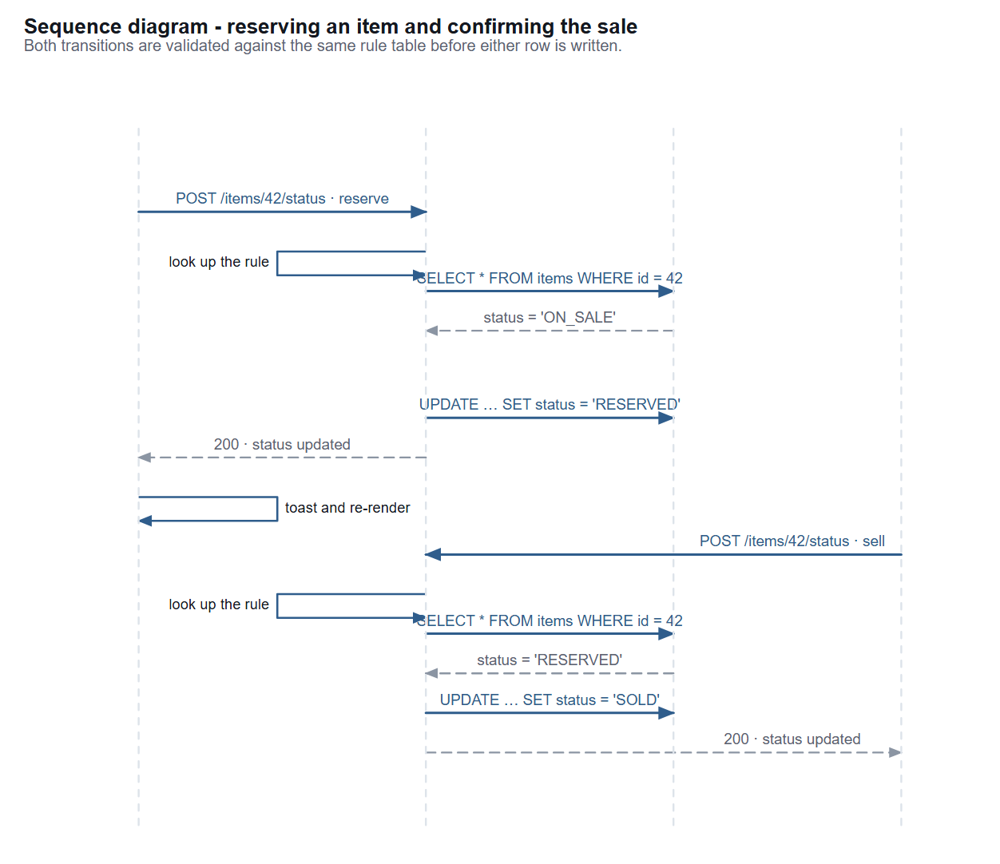 Sequence diagram - reserving an item and confirming the sale
Both transitions are validated against the same rule table before either row is written.
POST /items/42/status · reserve
look up the rule
SELECT * FROM items WHERE id = 42
status = 'ON_SALE'
UPDATE … SET status = 'RESERVED'
200 · status updated
toast and re-render
POST /items/42/status · sell
look up the rule
SELECT * FROM items WHERE id = 42
status = 'RESERVED'
UPDATE … SET status = 'SOLD'
200 · status updated